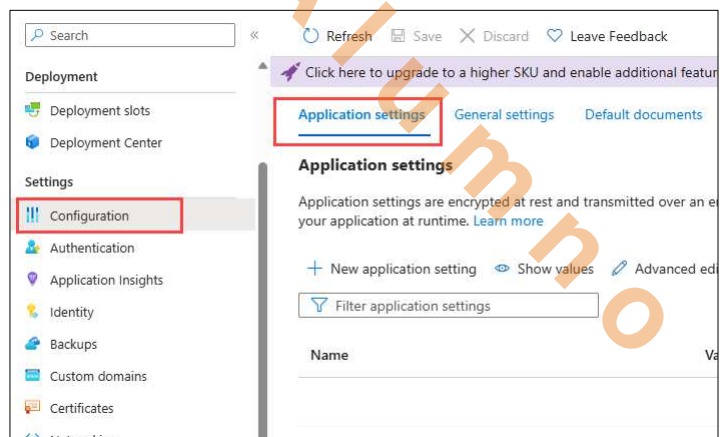 Search
«
Refresh Save Discard Leave Feedback
Deployment
Deployment slots
Deployment Center
Settings
Configuration
Authentication
Application Insights
Identity
Backups
Custom domains
Certificates
Click here to upgrade to a higher SKU and enable additional featur
Application settings General settings Default documents
Application settings
Application settings are encrypted at rest and transmitted over an e
your application at runtime. Learn more
+ New application setting Show values Advanced edi
Filter application settings
Name Va
Alumno